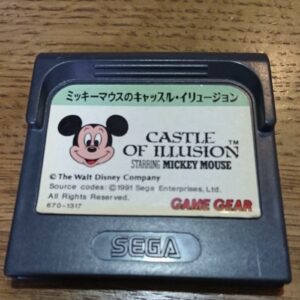 ミッキーマウスのキャッスル・イリュージョン
CASTLE
OF ILLUSION™
STARRING MICKEY MOUSE
© The Walt Disney Company
Source codes: © 1991 Sega Enterprises, Ltd.
All Rights Reserved.
670-1317
GAME GEAR
SEGA